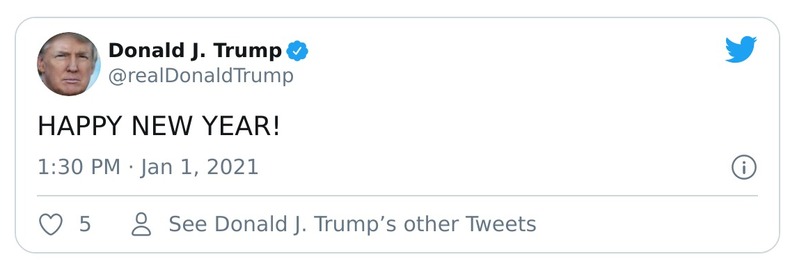 Donald J. Trump
@realDonaldTrump
HAPPY NEW YEAR!
1:30 PM · Jan 1, 2021
5 See Donald J. Trump’s other Tweets